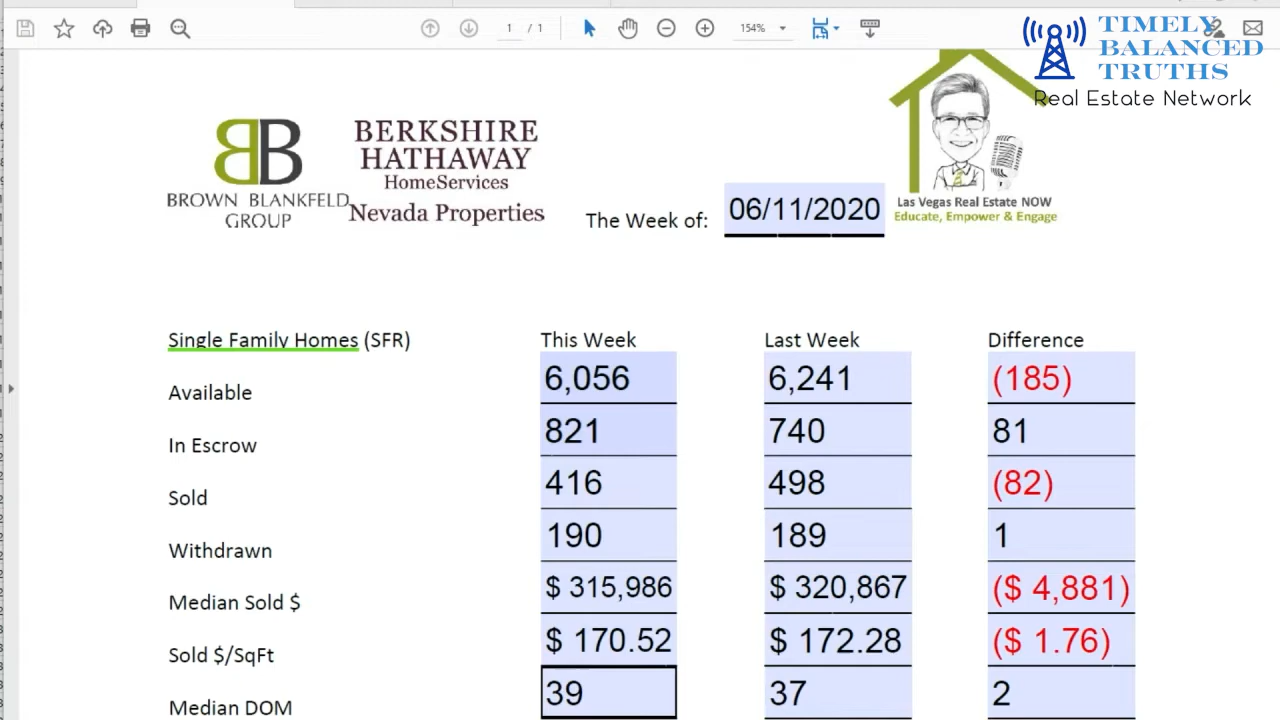 1 / 1
154%
TIMELY
BALANCED
TRUTHS
Real Estate Network
BB
BROWN BLANKFELD
GROUP
BERKSHIRE
HATHAWAY
HomeServices
Nevada Properties
The Week of: 06/11/2020
Las Vegas Real Estate NOW
Educate, Empower & Engage
Single Family Homes (SFR) This Week Last Week Difference
Available 6,056 6,241 (185)
In Escrow 821 740 81
Sold 416 498 (82)
Withdrawn 190 189 1
Median Sold $ $ 315,986 $ 320,867 ($ 4,881)
Sold $/SqFt $ 170.52 $ 172.28 ($ 1.76)
Median DOM 39 37 2